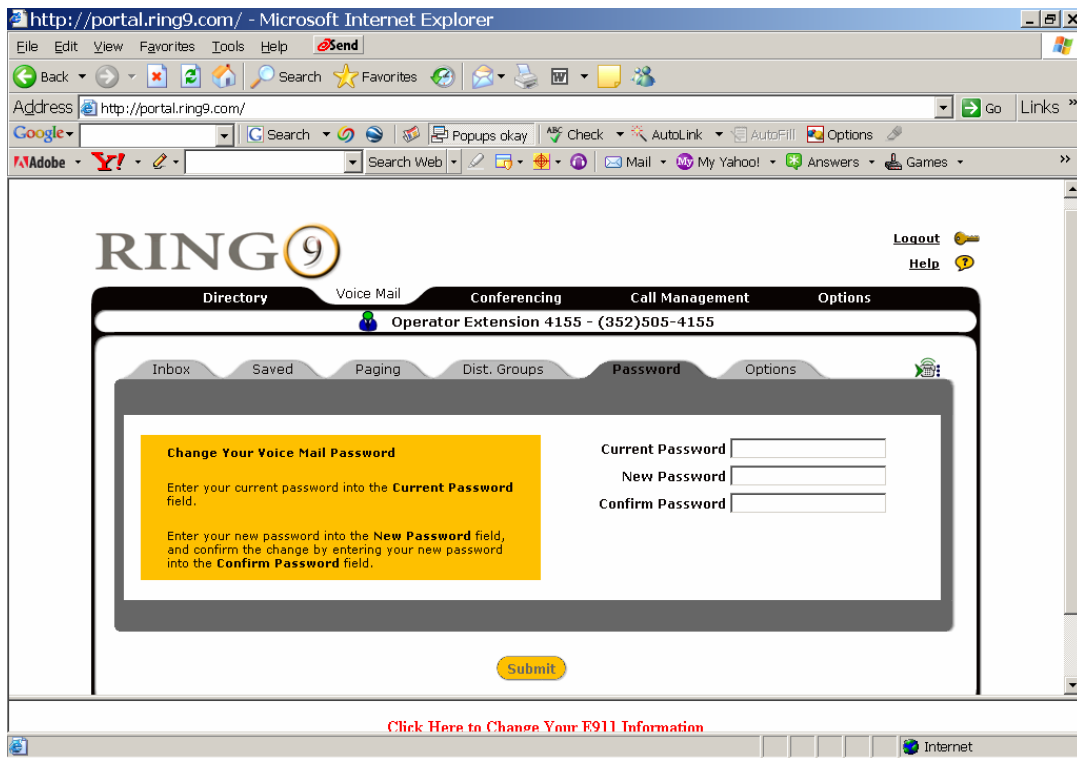 http://portal.ring9.com/ - Microsoft Internet Explorer
File Edit View Favorites Tools Help Send
Back Search Favorites
Address http://portal.ring9.com/ Go Links »
Google Search Popups okay ABC Check AutoLink AutoFill Options
Adobe Y! Search Web Mail My Yahoo! Answers Games »
RING 9
Logout
Help
Directory Voice Mail Conferencing Call Management Options
Operator Extension 4155 - (352)505-4155
Inbox Saved Paging Dist. Groups Password Options
Change Your Voice Mail Password
Enter your current password into the Current Password
field.
Enter your new password into the New Password field,
and confirm the change by entering your new password
into the Confirm Password field.
Current Password
New Password
Confirm Password
Submit
Click Here to Change Your E911 Information
Internet